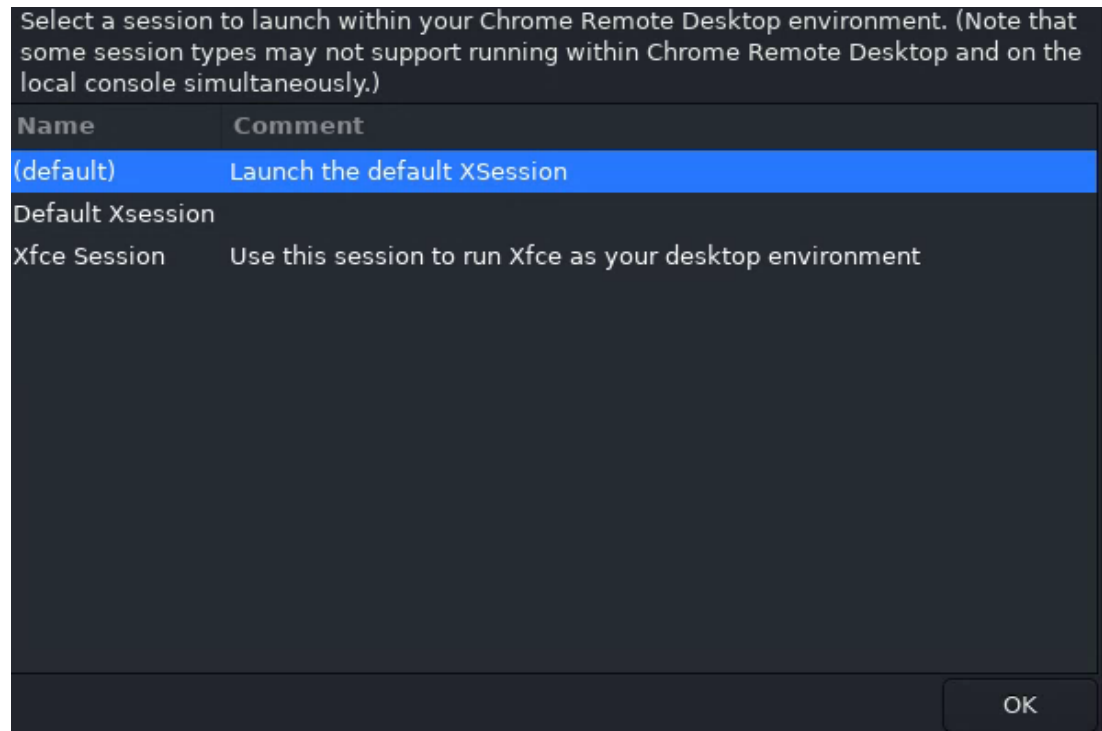 Select a session to launch within your Chrome Remote Desktop environment. (Note that
some session types may not support running within Chrome Remote Desktop and on the
local console simultaneously.)
Name Comment
(default) Launch the default XSession
Default Xsession
Xfce Session Use this session to run Xfce as your desktop environment
OK